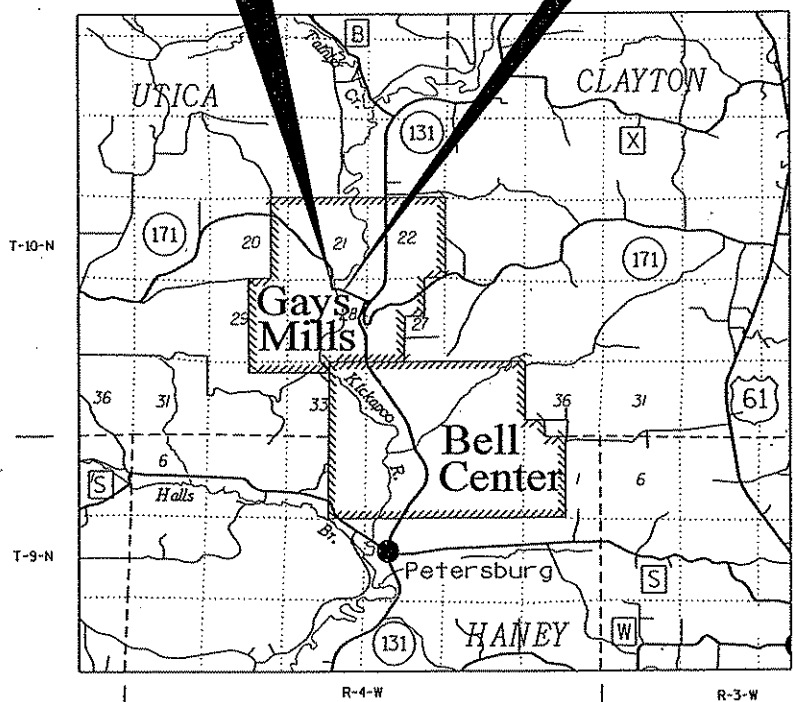 B
Tainter
Cr.
UTICA
CLAYTON
131
X
T-10-N
171
20
21
22
171
Gays
Mills
28
29
27
Kickapoo
R.
36
31
33
36
31
61
Bell
Center
6
S
Halls
Br.
1
6
T-9-N
Petersburg
S
131
HANEY
W
R-4-W
R-3-W